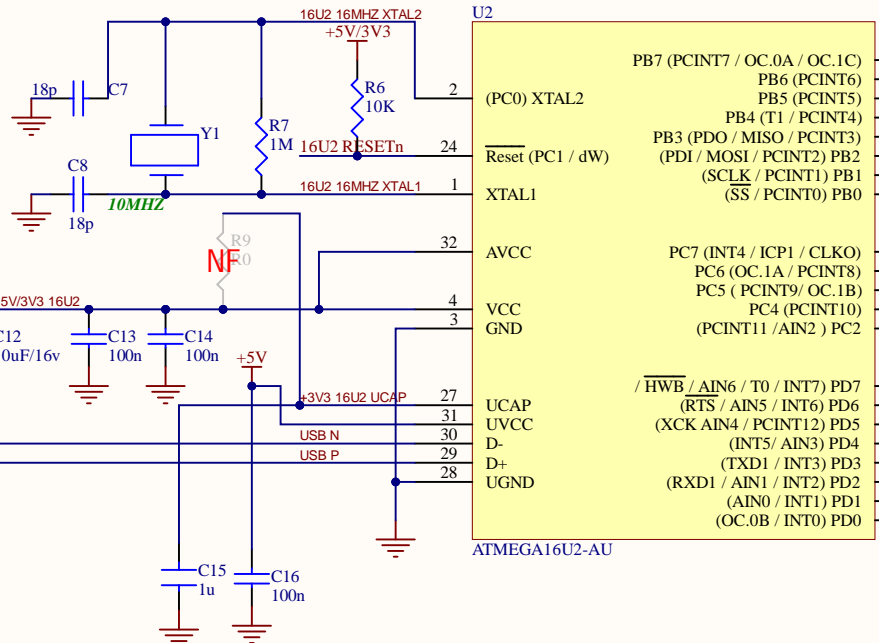 U2
16U2 16MHZ XTAL2
+5V/3V3
PB7 (PCINT7 / OC.0A / OC.1C)
PB6 (PCINT6)
18p
C7
R6
10K
2
(PC0) XTAL2
PB5 (PCINT5)
PB4 (T1 / PCINT4)
Y1
R7
1M
PB3 (PDO / MISO / PCINT3)
16U2 RESETn
24
Reset (PC1 / dW)
(PDI / MOSI / PCINT2) PB2
C8
(SCLK / PCINT1) PB1
16U2 16MHZ XTAL1
1
XTAL1
(SS / PCINT0) PB0
10MHZ
18p
R9
R0
NF
32
AVCC
PC7 (INT4 / ICP1 / CLKO)
PC6 (OC.1A / PCINT8)
PC5 ( PCINT9/ OC.1B)
5V/3V3 16U2
4
VCC
PC4 (PCINT10)
3
GND
(PCINT11 /AIN2 ) PC2
C12
C13
C14
0uF/16v
100n
100n
+5V
/ HWB / AIN6 / T0 / INT7) PD7
+3V3 16U2 UCAP
27
UCAP
(RTS / AIN5 / INT6) PD6
31
UVCC
(XCK AIN4 / PCINT12) PD5
USB N
30
D-
(INT5/ AIN3) PD4
USB P
29
D+
(TXD1 / INT3) PD3
28
UGND
(RXD1 / AIN1 / INT2) PD2
(AIN0 / INT1) PD1
(OC.0B / INT0) PD0
ATMEGA16U2-AU
C15
1u
C16
100n